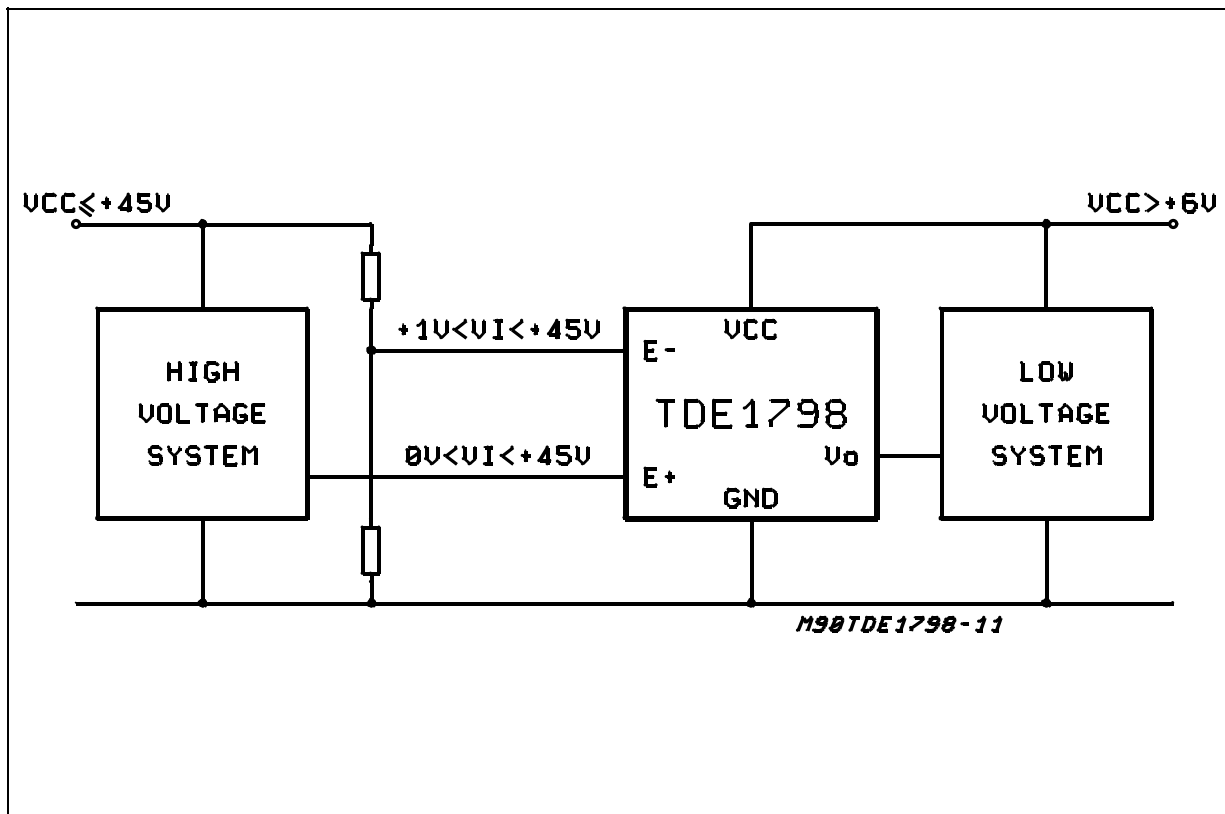 VCC≤+45V
VCC>+6V
+1V<VI<+45V
VCC
E-
HIGH
VOLTAGE
SYSTEM
TDE1798
LOW
VOLTAGE
SYSTEM
0V<VI<+45V
E+
Vo
GND
M90TDE1798-11